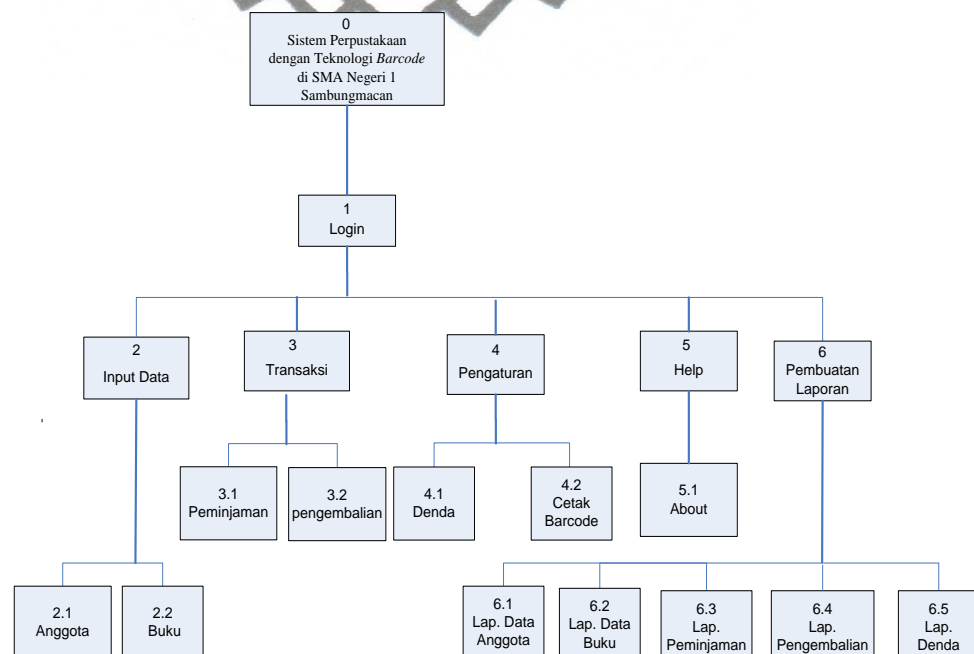 0
Sistem Perpustakaan
dengan Teknologi Barcode
di SMA Negeri 1
Sambungmacan
1
Login
2
Input Data
3
Transaksi
4
Pengaturan
5
Help
6
Pembuatan
Laporan
3.1
Peminjaman
3.2
pengembalian
4.1
Denda
4.2
Cetak
Barcode
5.1
About
2.1
Anggota
2.2
Buku
6.1
Lap. Data
Anggota
6.2
Lap. Data
Buku
6.3
Lap.
Peminjaman
6.4
Lap.
Pengembalian
6.5
Lap.
Denda